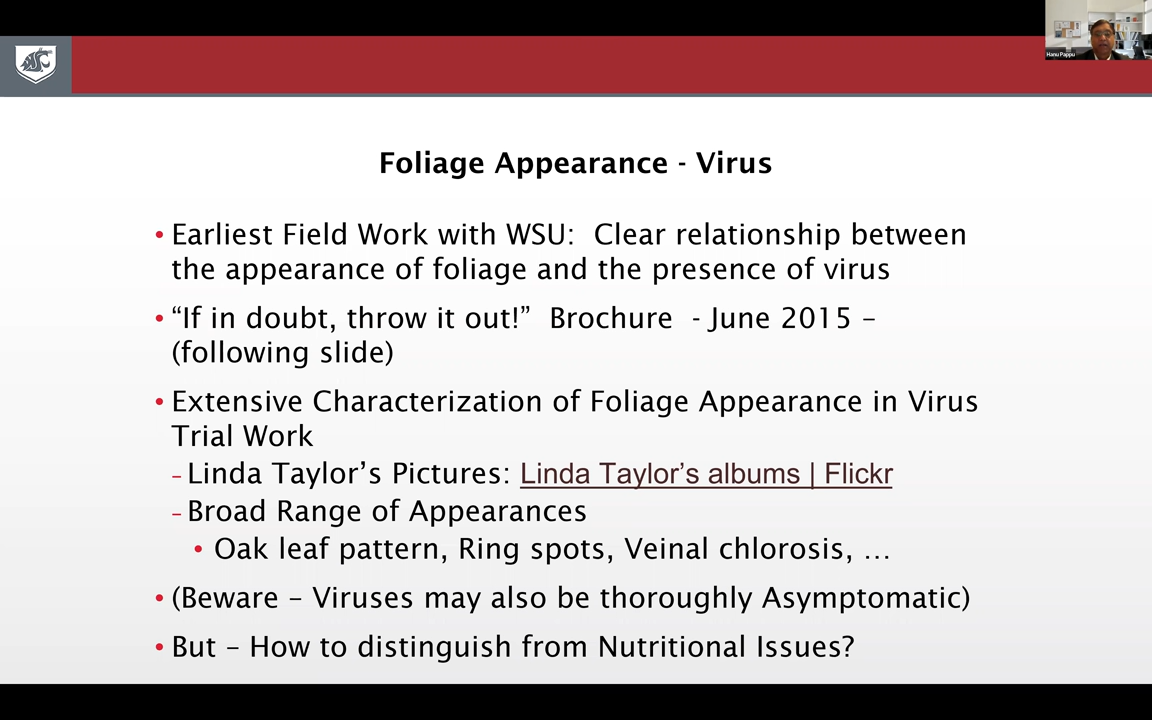 Hanu Pappu
Foliage Appearance - Virus
• Earliest Field Work with WSU:  Clear relationship between
the appearance of foliage and the presence of virus
• “If in doubt, throw it out!”  Brochure  - June 2015 –
(following slide)
• Extensive Characterization of Foliage Appearance in Virus
Trial Work
– Linda Taylor’s Pictures: Linda Taylor’s albums | Flickr
– Broad Range of Appearances
• Oak leaf pattern, Ring spots, Veinal chlorosis, …
• (Beware – Viruses may also be thoroughly Asymptomatic)
• But – How to distinguish from Nutritional Issues?